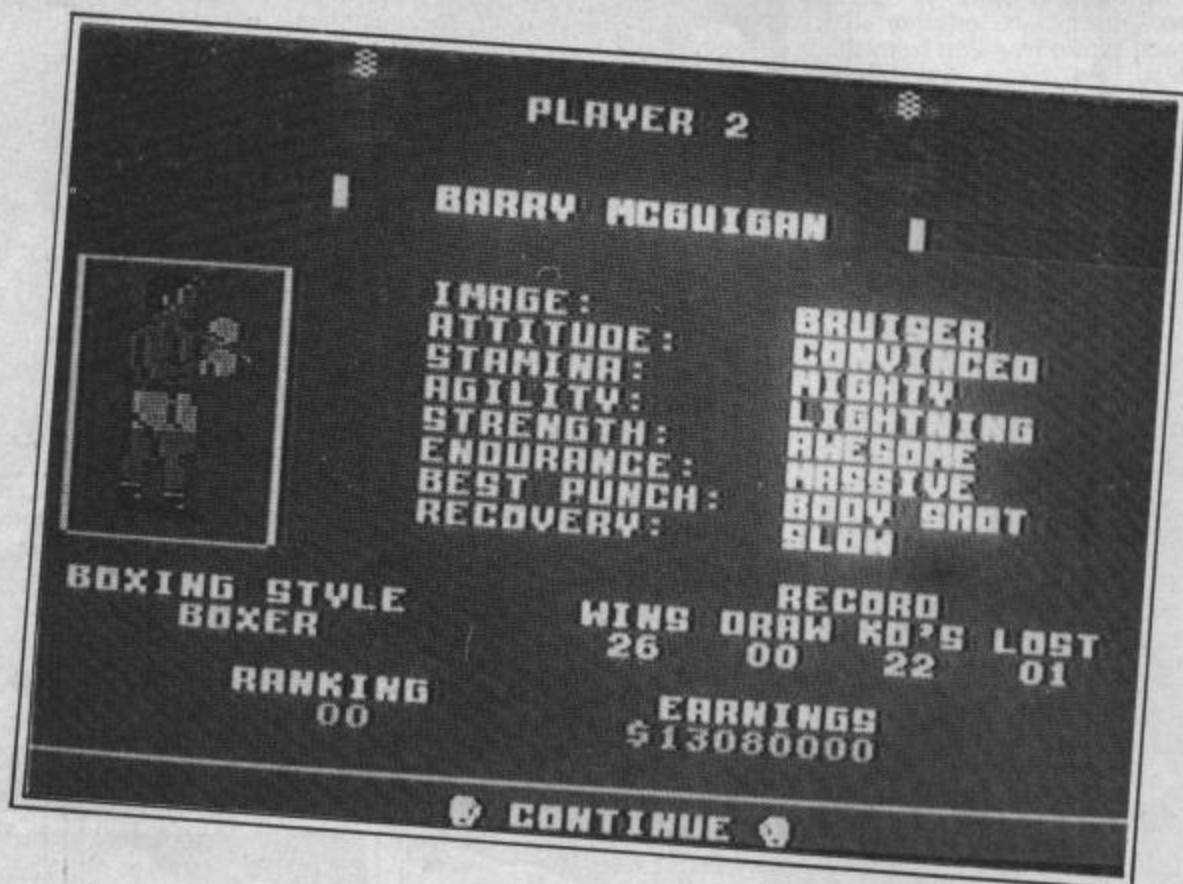 PLAYER 2
BARRY MCGUIGAN
IMAGE: BRUISER
ATTITUDE: CONVINCED
STAMINA: MIGHTY
AGILITY: LIGHTNING
STRENGTH: AWESOME
ENDURANCE: MASSIVE
BEST PUNCH: BODY SHOT
RECOVERY: SLOW
BOXING STYLE
BOXER
RANKING
00
RECORD
WINS DRAW KO'S LOST
26 00 22 01
EARNINGS
$13080000
CONTINUE